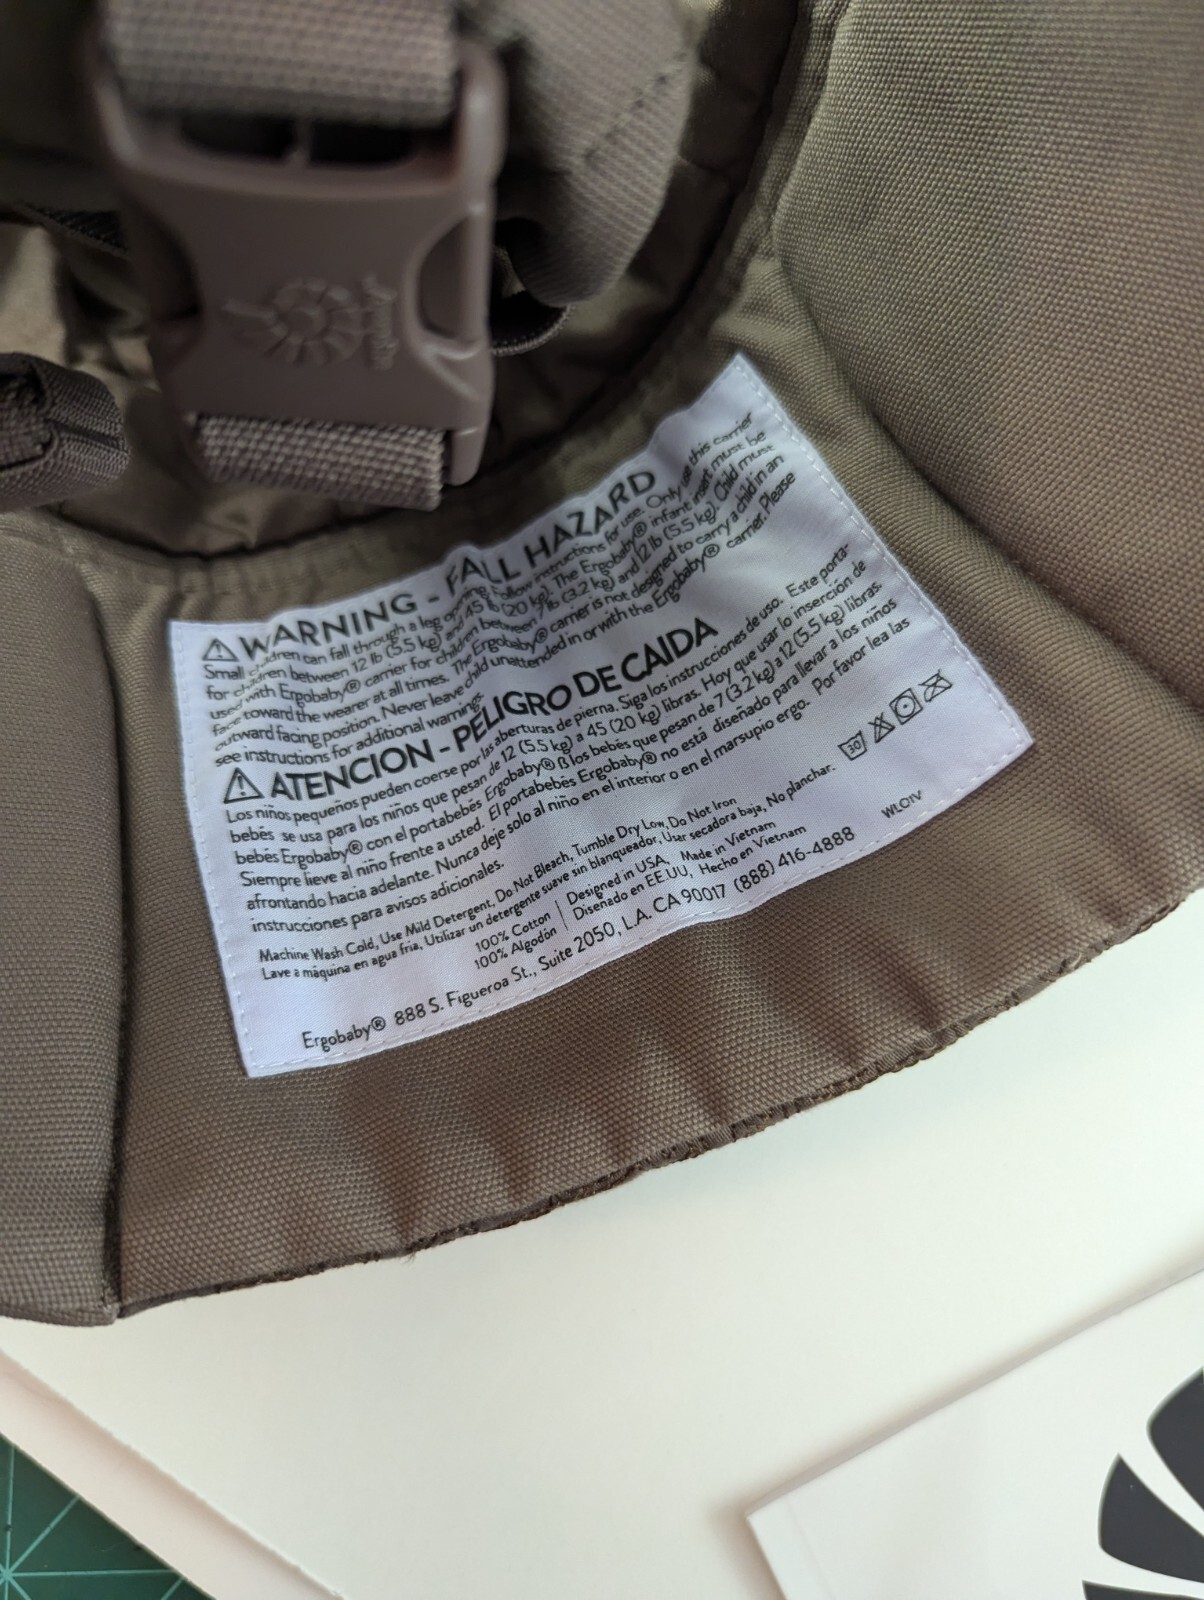 ergobaby
⚠WARNING - FALL HAZARD
Small children can fall through a leg opening. Follow instructions for use. Only use this carrier
for children between 12 lb (5.5 kg) and 45 lb (20 kg). The Ergobaby® infant insert must be
used with Ergobaby® carrier for children between 7 lb (3.2 kg) and 12 lb (5.5 kg). Child must
face toward the wearer at all times. The Ergobaby® carrier is not designed to carry a child in an
outward facing position. Never leave child unattended in or with the Ergobaby® carrier. Please
see instructions for additional warnings.
⚠ATENCION - PELIGRO DE CAIDA
Los niños pequeños pueden coerse por las aberturas de pierna. Siga los instrucciones de uso. Este porta-
bebés se usa para los niños que pesan de 12 (5.5 kg) a 45 (20 kg) libras. Hoy que usar lo inserción de
bebés Ergobaby® con el portabebés Ergobaby® ß los bebés que pesan de 7 (3.2 kg) a 12 (5.5 kg) libras.
Siempre lieve al niño frente a usted. El portabebés Ergobaby® no está diseñado para llevar a los niños
afrontando hacia adelante. Nunca deje solo al niño en el interior o en el marsupio ergo. Por favor lea las
instrucciones para avisos adicionales.
Machine Wash Cold, Use Mild Detergent, Do Not Bleach, Tumble Dry Low, Do Not Iron
Lave a máquina en agua fria, Utilizar un detergente suave sin blanqueador, Usar secadora baja, No planchar.
30
100% Cotton | Designed in USA, Made in Vietnam
100% Algodón | Disenado en EE.UU, Hecho en Vietnam
Ergobaby® 888 S. Figueroa St., Suite 2050, L.A. CA 90017 (888) 416-4888
WL01V